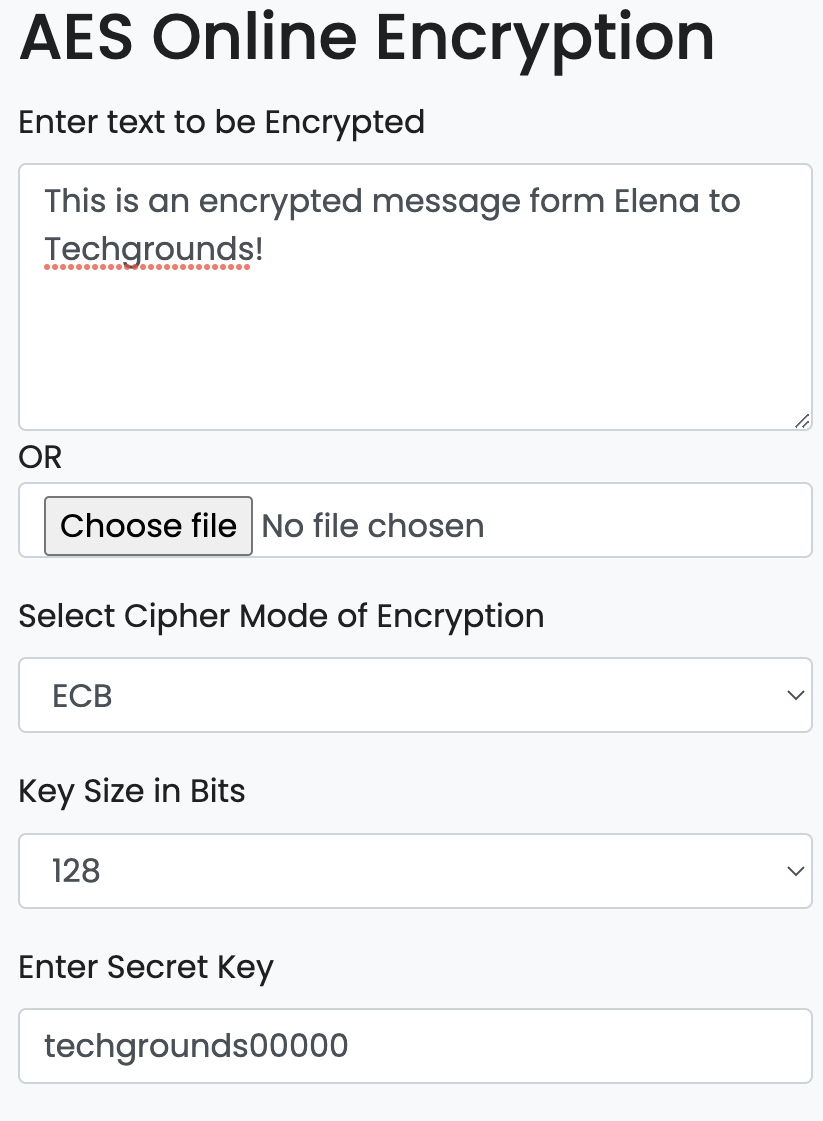 AES Online Encryption
Enter text to be Encrypted
This is an encrypted message form Elena to
Techgrounds!
OR
Choose file No file chosen
Select Cipher Mode of Encryption
ECB
Key Size in Bits
128
Enter Secret Key
techgrounds00000